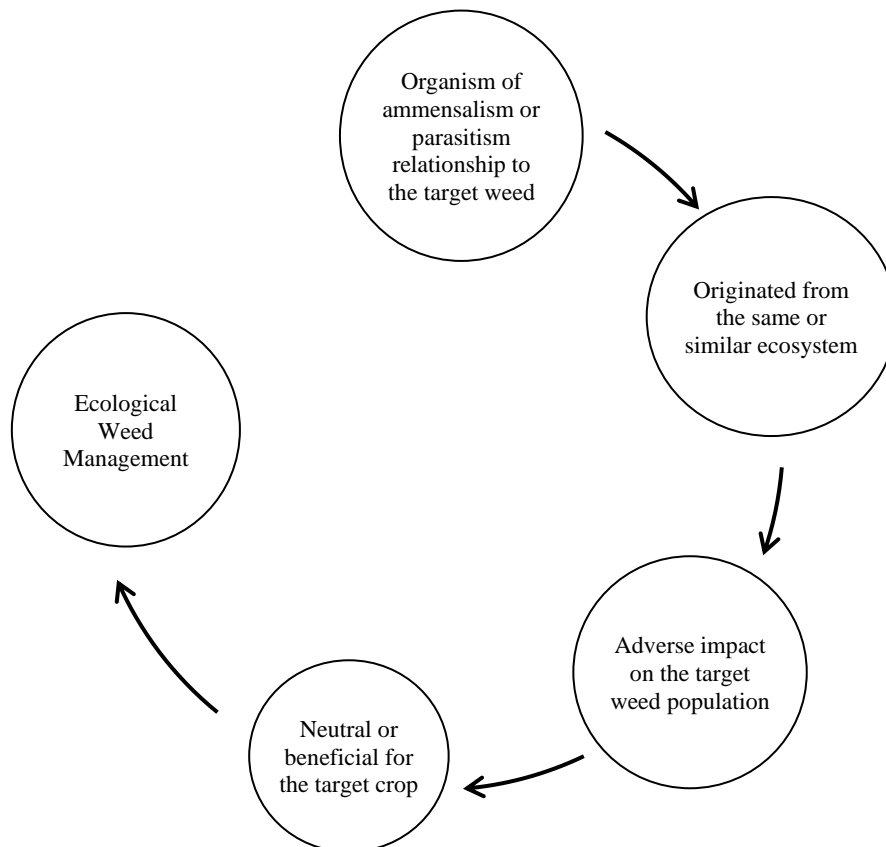 Organism of
ammensalism or
parasitism
relationship to
the target weed
Originated from
the same or
similar ecosystem
Adverse impact
on the target
weed population
Neutral or
beneficial for
the target crop
Ecological
Weed
Management